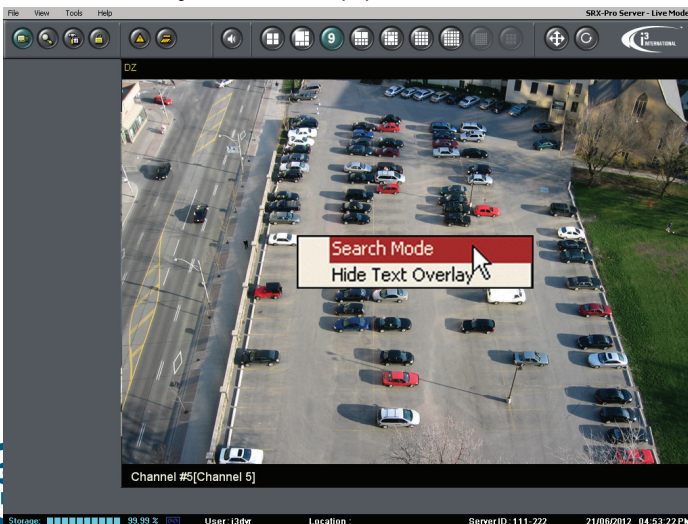 File View Tools Help SRX-Pro Server - Live Mode
9 i3 INTERNATIONAL
DZ
Search Mode
Hide Text Overlay
Channel #5[Channel 5]
Storage: 99.99 % User: i3dvr Location : Server ID: 111-222 21/06/2012 04:53:22 PM